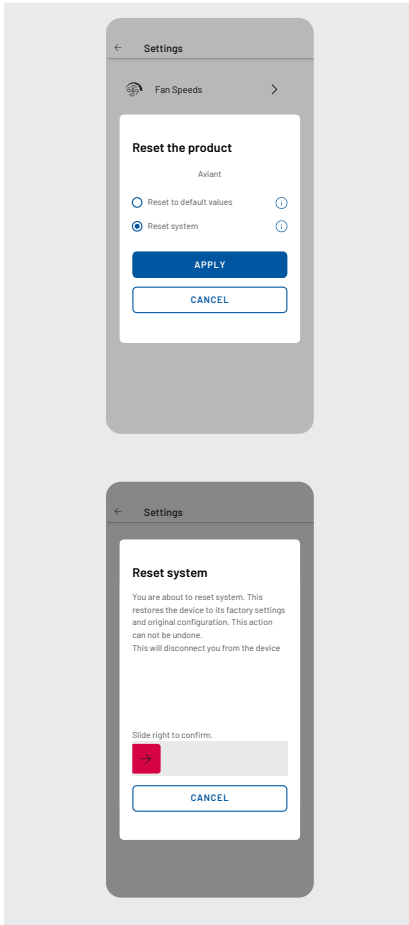 Settings
Fan Speeds
Reset the product
Aviant
Reset to default values
Reset system
APPLY
CANCEL
Settings
Reset system
You are about to reset system. This
restores the device to its factory settings
and original configuration. This action
can not be undone.
This will disconnect you from the device
Slide right to confirm.
CANCEL